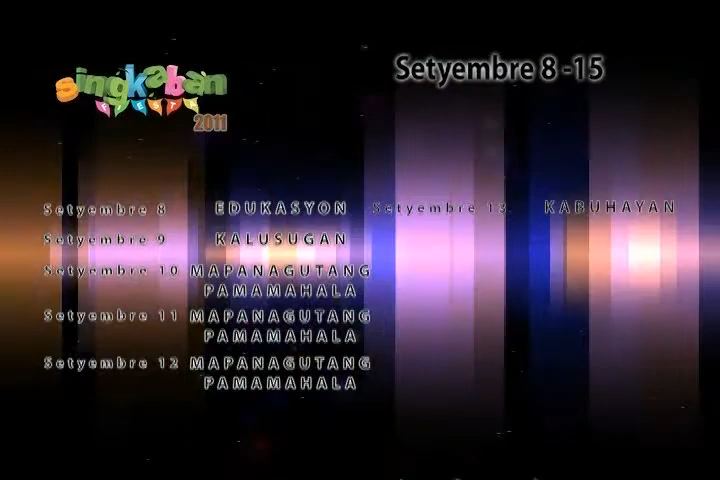 singkaban
FIESTA
2011
Setyembre 8 -15
Setyembre 8 EDUKASYON
Setyembre 9 KALUSUGAN
Setyembre 10 MAPANAGUTANG
PAMAMAHALA
Setyembre 11 MAPANAGUTANG
PAMAMAHALA
Setyembre 12 MAPANAGUTANG
PAMAMAHALA
Setyembre 13 KABUHAYAN